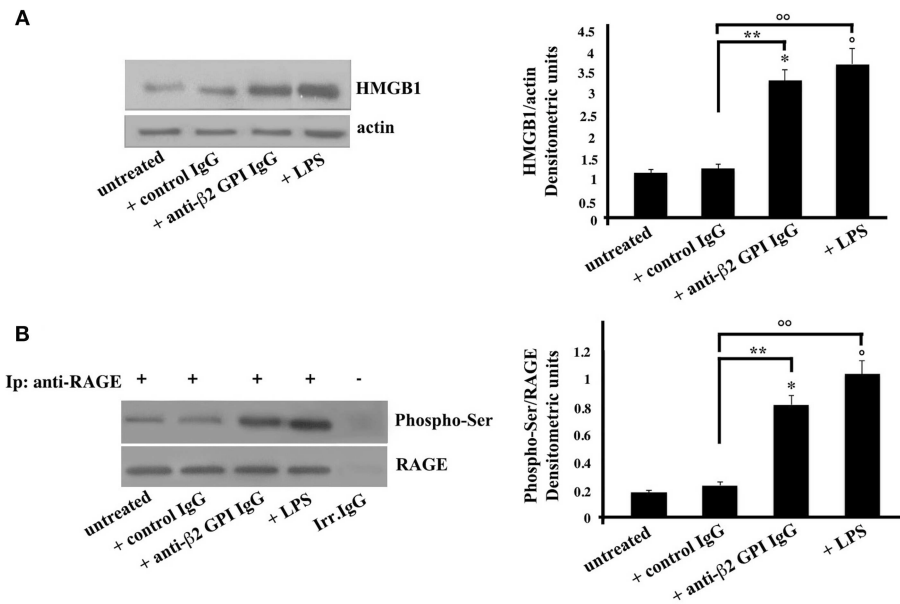 A
HMGB1
actin
untreated
+ control IgG
+ anti-β2 GPI IgG
+ LPS
HMGB1/actin
Densitometric units
4.5
4
3.5
3
2.5
2
1.5
1
0.5
0
°°
**
*
°
untreated
+ control IgG
+ anti-β2 GPI IgG
+ LPS
B
Ip: anti-RAGE + + + + -
Phospho-Ser
RAGE
untreated
+ control IgG
+ anti-β2 GPI IgG
+ LPS
Irr.IgG
Phospho-Ser/RAGE
Densitometric units
1.2
1
0.8
0.6
0.4
0.2
0
°°
**
*
°
untreated
+ control IgG
+ anti-β2 GPI IgG
+ LPS